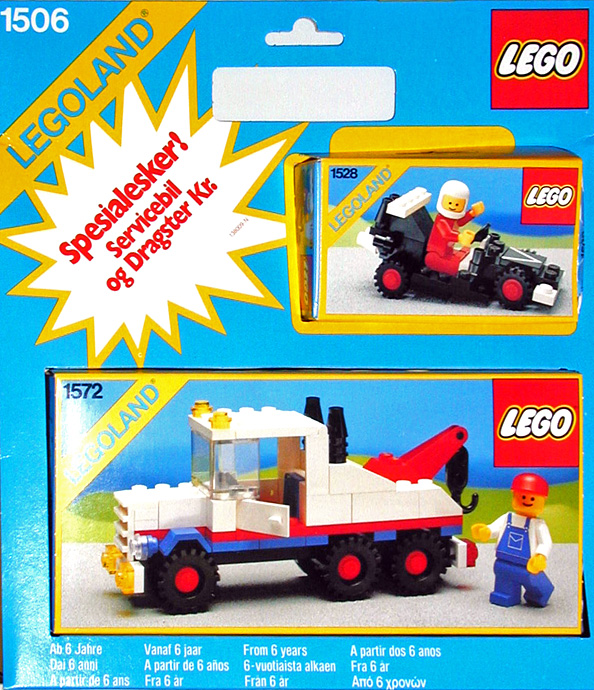 1506
LEGOLAND®
LEGO
Spesialesker!
Servicebil
og Dragster Kr.
138009 N
1528
LEGOLAND®
LEGO
1572
LEGOLAND®
LEGO
Ab 6 Jahre
Vanaf 6 jaar
From 6 years
A partir dos 6 anos
Dai 6 anni
A partir de 6 años
6-vuotiaista alkaen
Fra 6 år
A partir de 6 ans
Fra 6 år
Från 6 år
Από 6 χρονών